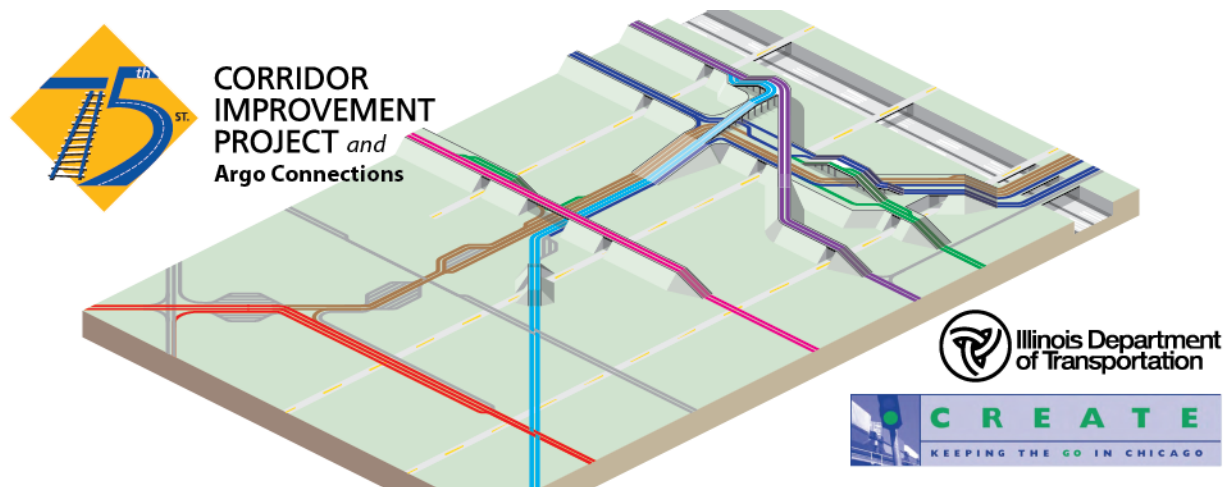 75th ST.
CORRIDOR
IMPROVEMENT
PROJECT and
Argo Connections
Illinois Department
of Transportation
CREATE
KEEPING THE GO IN CHICAGO